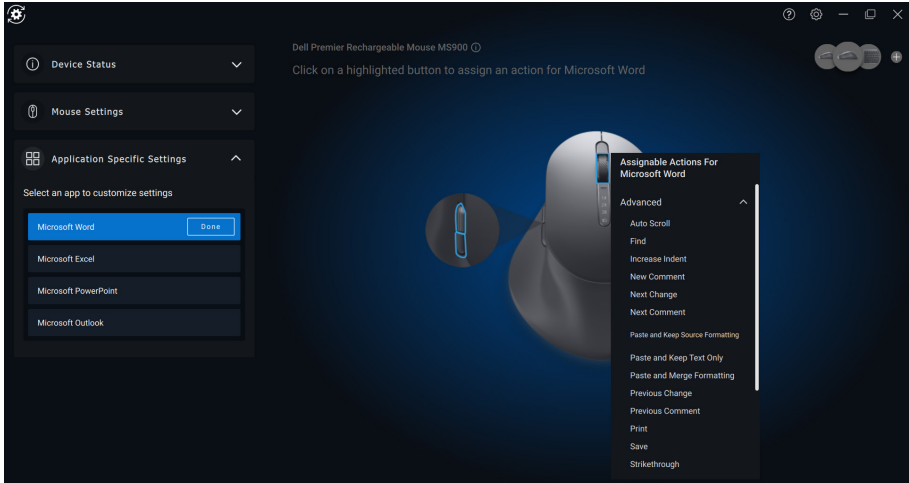 Device Status
Mouse Settings
Application Specific Settings
Select an app to customize settings
Microsoft Word
Done
Microsoft Excel
Microsoft PowerPoint
Microsoft Outlook
Dell Premier Rechargeable Mouse MS900
Click on a highlighted button to assign an action for Microsoft Word
Assignable Actions For
Microsoft Word
Advanced
Auto Scroll
Find
Increase Indent
New Comment
Next Change
Next Comment
Paste and Keep Source Formatting
Paste and Keep Text Only
Paste and Merge Formatting
Previous Change
Previous Comment
Print
Save
Strikethrough